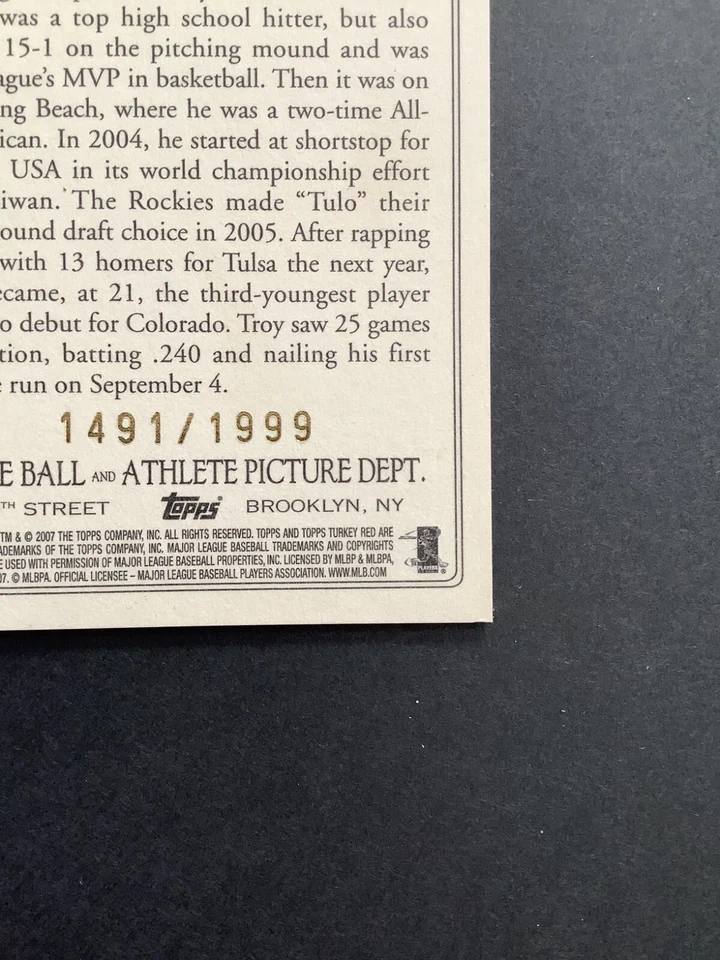 was a top high school hitter, but also
15-1 on the pitching mound and was
ague's MVP in basketball. Then it was on
ng Beach, where he was a two-time All-
ican. In 2004, he started at shortstop for
USA in its world championship effort
iwan. The Rockies made “Tulo” their
ound draft choice in 2005. After rapping
with 13 homers for Tulsa the next year,
ecame, at 21, the third-youngest player
o debut for Colorado. Troy saw 25 games
tion, batting .240 and nailing his first
e run on September 4.
1491/1999
E BALL AND ATHLETE PICTURE DEPT.
TH STREET topps® BROOKLYN, NY
TM & © 2007 THE TOPPS COMPANY, INC. ALL RIGHTS RESERVED. TOPPS AND TOPPS TURKEY RED ARE
ADEMARKS OF THE TOPPS COMPANY, INC. MAJOR LEAGUE BASEBALL TRADEMARKS AND COPYRIGHTS
E USED WITH PERMISSION OF MAJOR LEAGUE BASEBALL PROPERTIES, INC. LICENSED BY MLBP & MLBPA,
07. © MLBPA. OFFICIAL LICENSEE – MAJOR LEAGUE BASEBALL PLAYERS ASSOCIATION. WWW.MLB.COM
PLAYERS